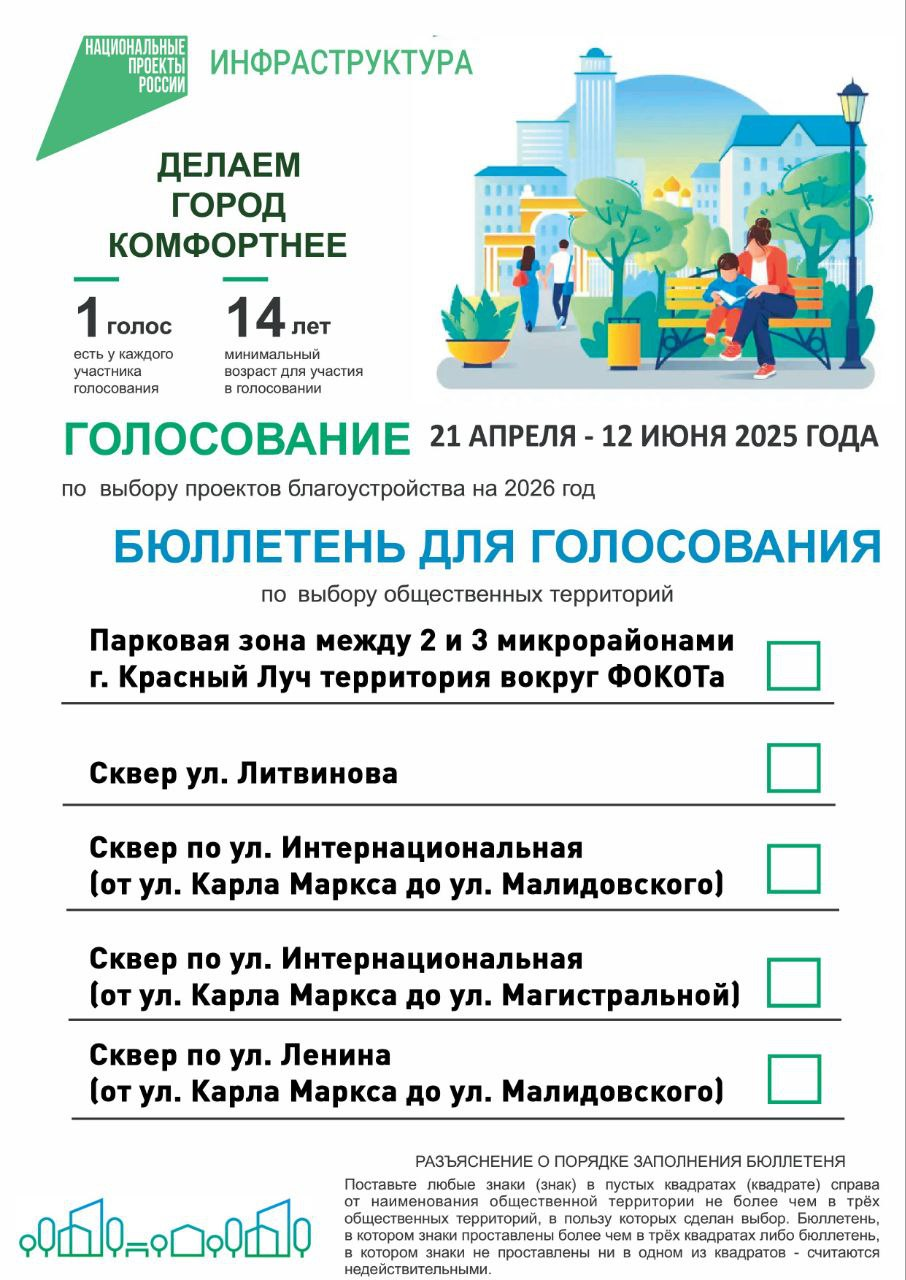 НАЦИОНАЛЬНЫЕ
ПРОЕКТЫ
РОССИИ
ИНФРАСТРУКТУРА
ДЕЛАЕМ
ГОРОД
КОМФОРТНЕЕ
1 голос
есть у каждого
участника
голосования
14 лет
минимальный
возраст для участия
в голосовании
ГОЛОСОВАНИЕ 21 АПРЕЛЯ - 12 ИЮНЯ 2025 ГОДА
по выбору проектов благоустройства на 2026 год
БЮЛЛЕТЕНЬ ДЛЯ ГОЛОСОВАНИЯ
по выбору общественных территорий
Парковая зона между 2 и 3 микрорайонами
г. Красный Луч территория вокруг ФОКОТа
Сквер ул. Литвинова
Сквер по ул. Интернациональная
(от ул. Карла Маркса до ул. Малидовского)
Сквер по ул. Интернациональная
(от ул. Карла Маркса до ул. Магистральной)
Сквер по ул. Ленина
(от ул. Карла Маркса до ул. Малидовского)
РАЗЪЯСНЕНИЕ О ПОРЯДКЕ ЗАПОЛНЕНИЯ БЮЛЛЕТЕНЯ
Поставьте любые знаки (знак) в пустых квадратах (квадрате) справа
от наименования общественной территории не более чем в трёх
общественных территорий, в пользу которых сделан выбор. Бюллетень,
в котором знаки проставлены более чем в трёх квадратах либо бюллетень,
в котором знаки не проставлены ни в одном из квадратов - считаются
недействительными.